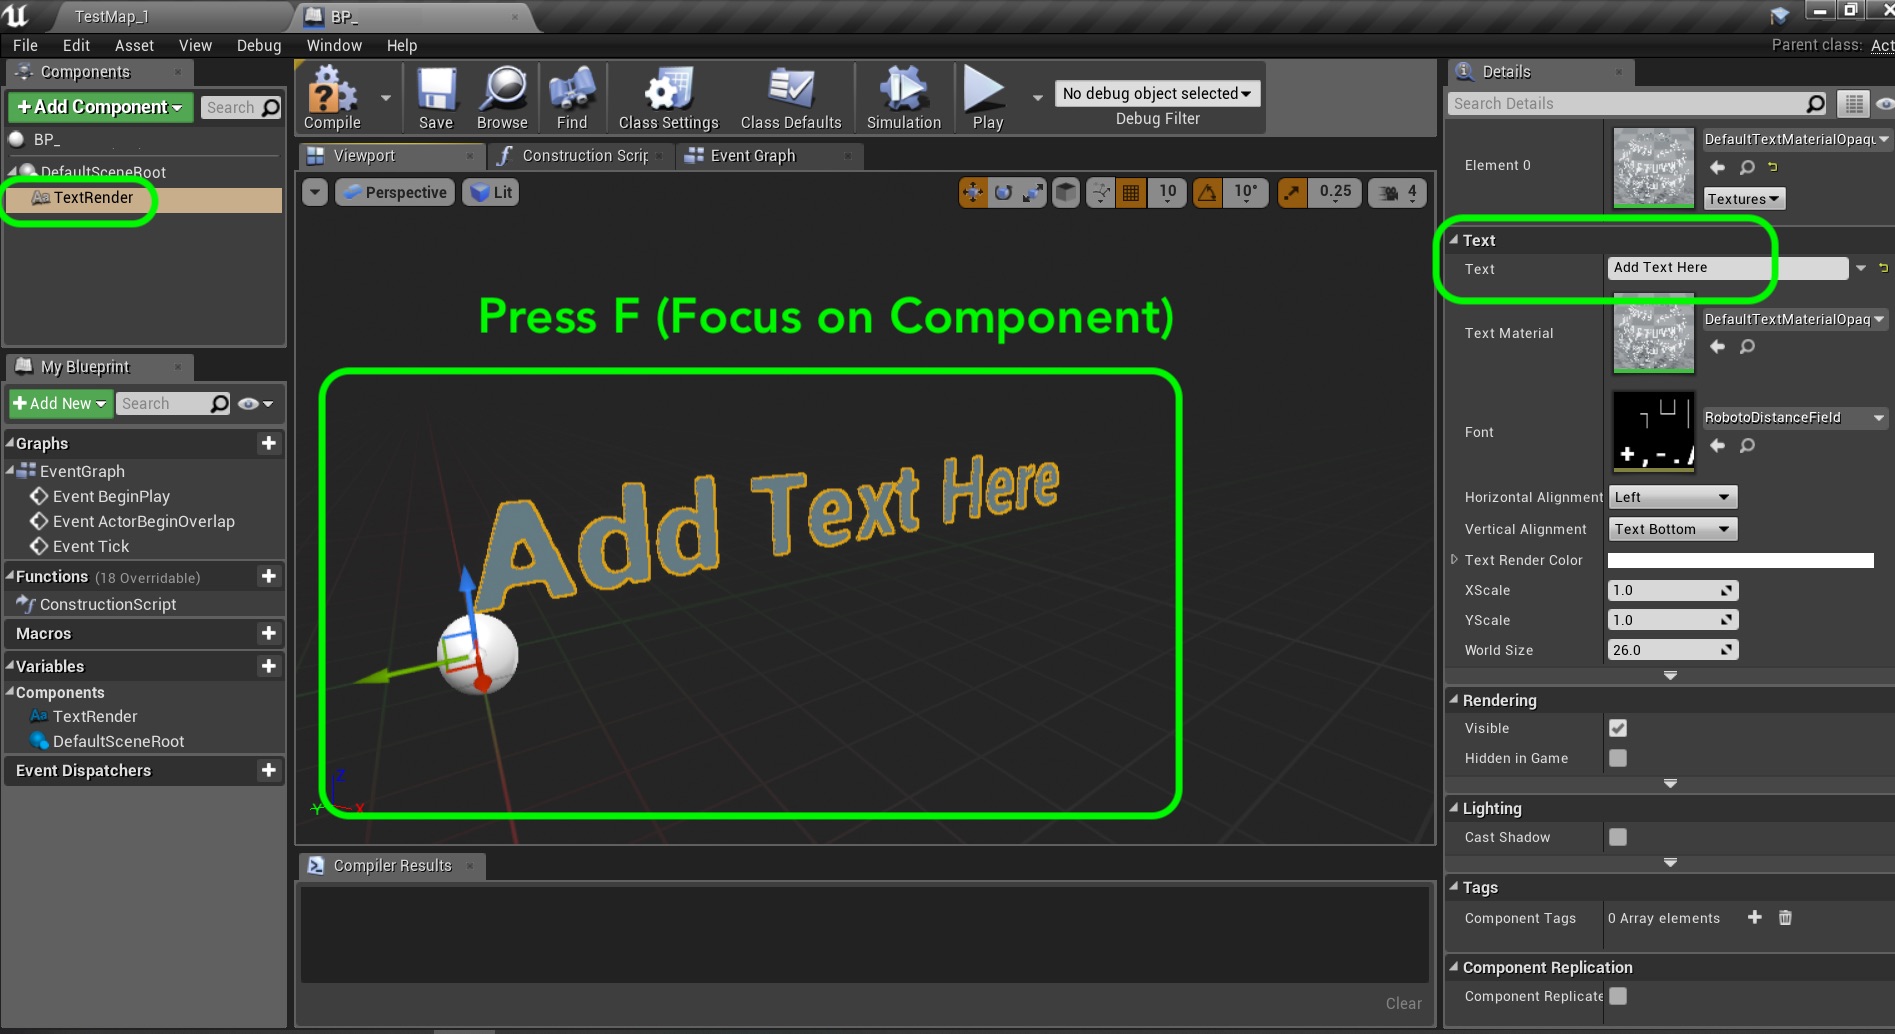 TestMap_1
BP_
File Edit Asset View Debug Window Help
Parent class: Act
Components
+Add Component
Search
BP_
DefaultSceneRoot
TextRender
My Blueprint
+Add New
Search
Graphs
EventGraph
Event BeginPlay
Event ActorBeginOverlap
Event Tick
Functions (18 Overridable)
ConstructionScript
Macros
Variables
Components
TextRender
DefaultSceneRoot
Event Dispatchers
Compile
Save
Browse
Find
Class Settings
Class Defaults
Simulation
Play
No debug object selected
Debug Filter
Viewport
Construction Scrip
Event Graph
Perspective
Lit
10
10°
0.25
4
Press F (Focus on Component)
Add Text Here
Z
Y X
Compiler Results
Clear
Details
Search Details
Element 0
DefaultTextMaterialOpaqu
Textures
Text
Text
Add Text Here
Text Material
DefaultTextMaterialOpaq
Font
RobotoDistanceField
Horizontal Alignment Left
Vertical Alignment Text Bottom
Text Render Color
XScale 1.0
YScale 1.0
World Size 26.0
Rendering
Visible
Hidden in Game
Lighting
Cast Shadow
Tags
Component Tags 0 Array elements
Component Replication
Component Replicate